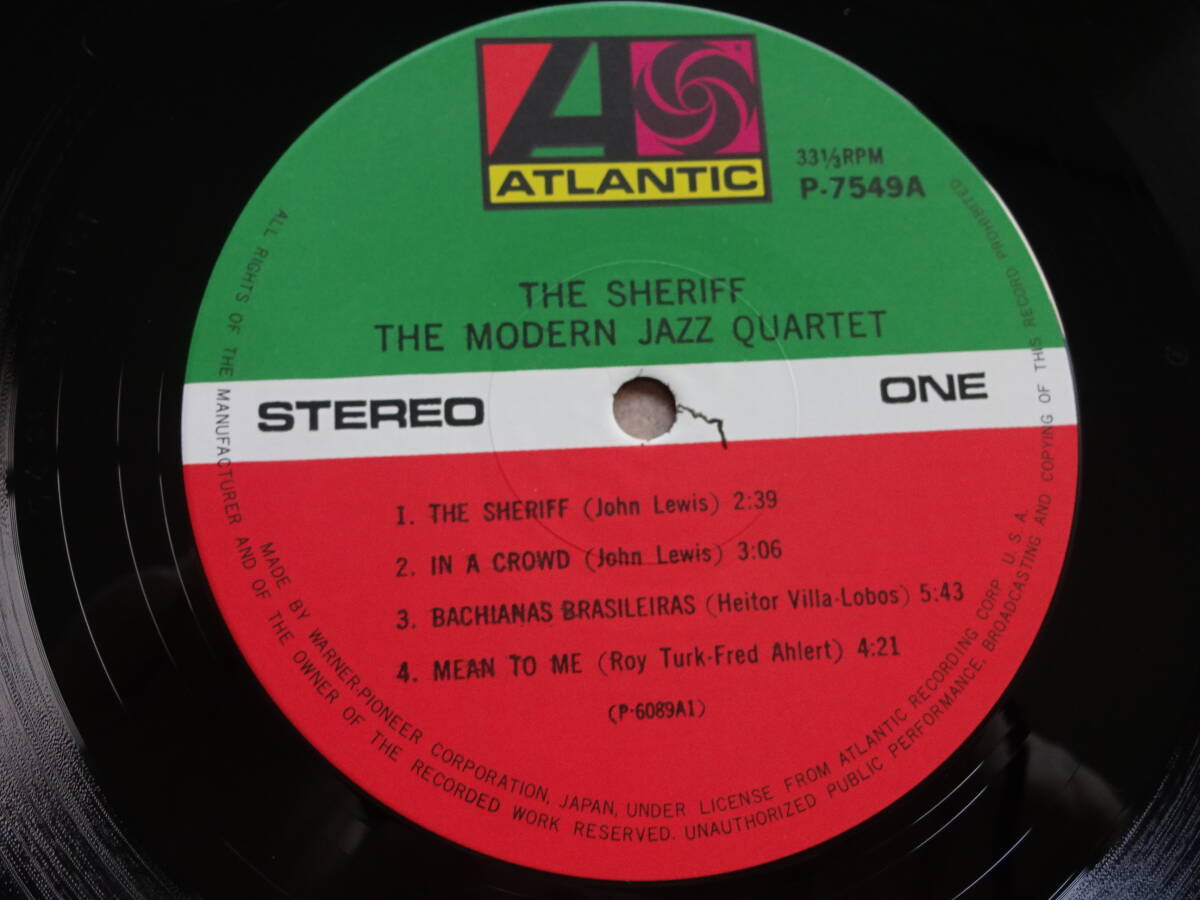 ATLANTIC
33⅓RPM
P-7549A
THE SHERIFF
THE MODERN JAZZ QUARTET
STEREO
ONE
1. THE SHERIFF (John Lewis) 2:39
2. IN A CROWD (John Lewis) 3:06
3. BACHIANAS BRASILEIRAS (Heitor Villa-Lobos) 5:43
4. MEAN TO ME (Roy Turk-Fred Ahlert) 4:21
(P-6089A1)
MADE BY WARNER-PIONEER CORPORATION, JAPAN, UNDER LICENSE FROM ATLANTIC RECORDING CORP. U. S. A.
ALL RIGHTS OF THE MANUFACTURER AND OF THE OWNER OF THE RECORDED WORK RESERVED. UNAUTHORIZED PUBLIC PERFORMANCE, BROADCASTING AND COPYING OF THIS RECORD PROHIBITED